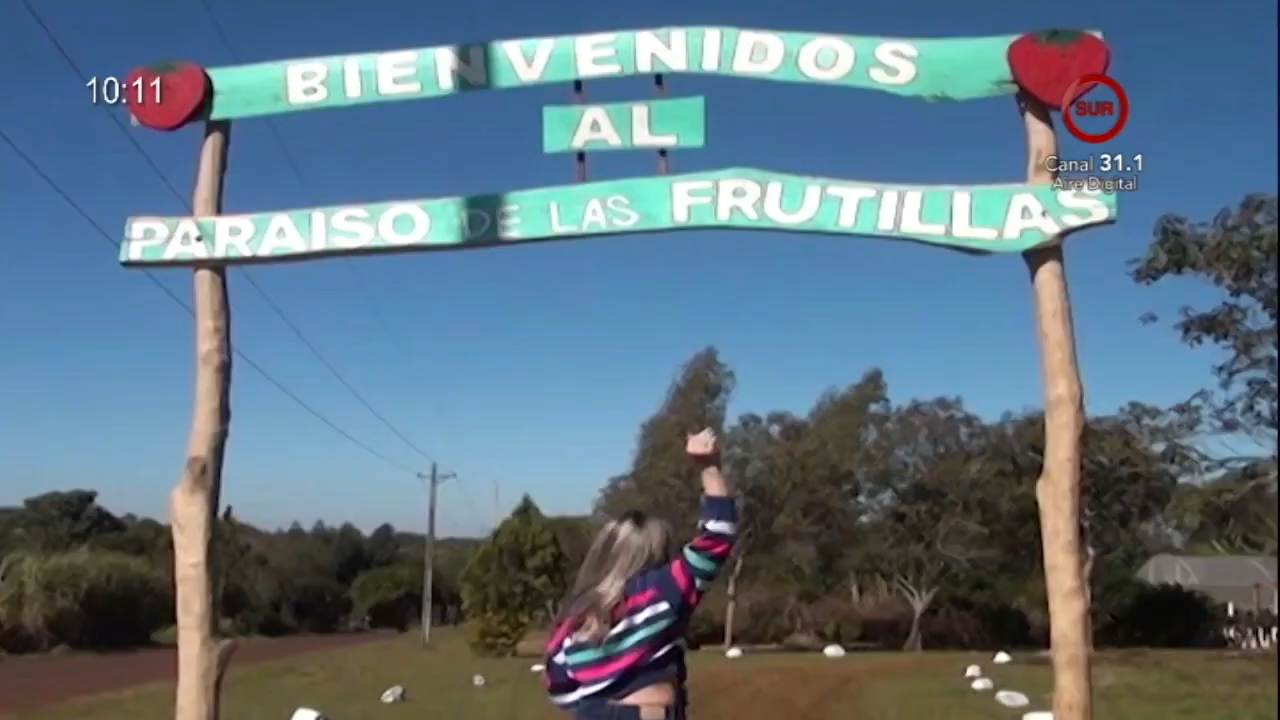 BIENVENIDOS
10:11
SUR
AL
Canal 31.1
Aire Digital
PARAISO DE LAS FRUTILLAS